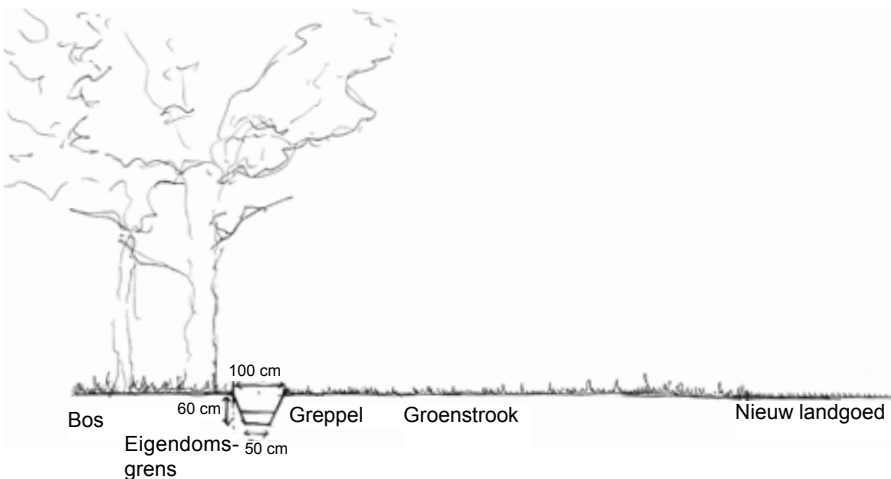 100 cm
60 cm
Bos
Greppel
Groenstrook
Nieuw landgoed
Eigendoms-
grens
50 cm